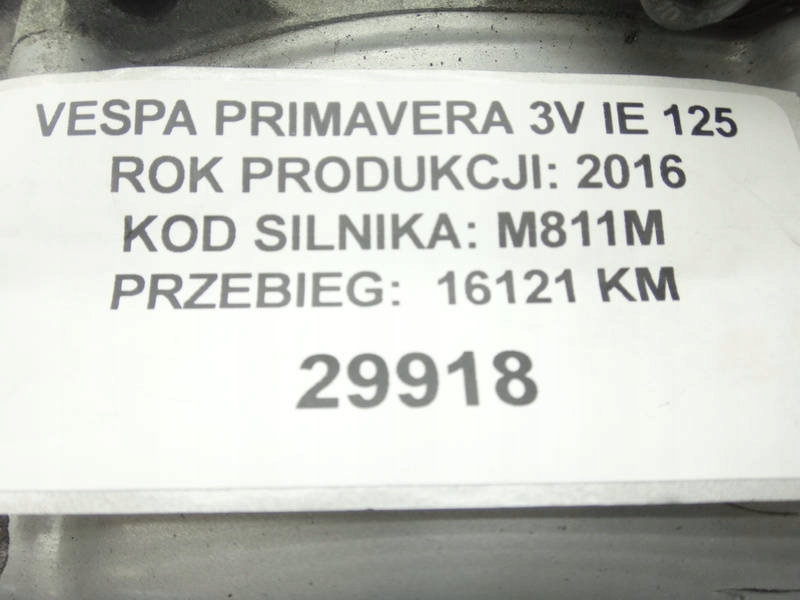 VESPA PRIMAVERA 3V IE 125
ROK PRODUKCJI: 2016
KOD SILNIKA: M811M
PRZEBIEG: 16121 KM
29918